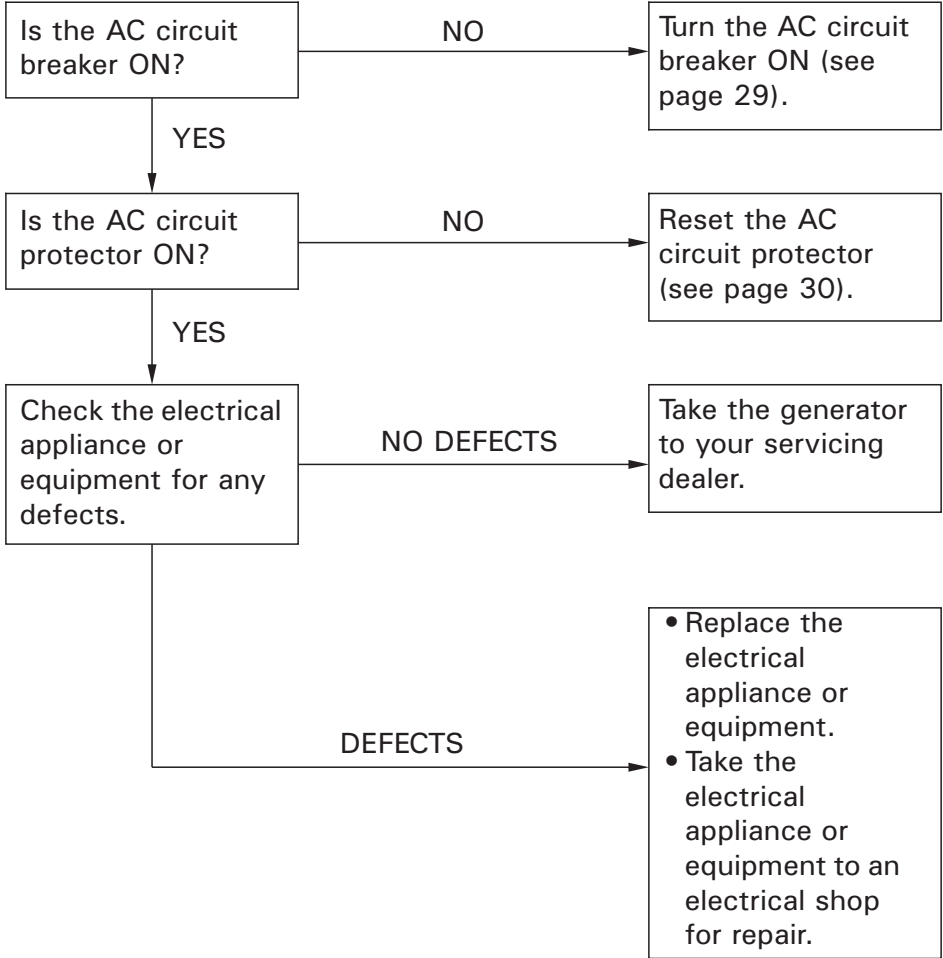 Is the AC circuit
breaker ON?
NO
Turn the AC circuit
breaker ON (see
page 29).
YES
Is the AC circuit
protector ON?
NO
Reset the AC
circuit protector
(see page 30).
YES
Check the electrical
appliance or
equipment for any
defects.
NO DEFECTS
Take the generator
to your servicing
dealer.
DEFECTS
• Replace the
electrical
appliance or
equipment.
• Take the
electrical
appliance or
equipment to an
electrical shop
for repair.